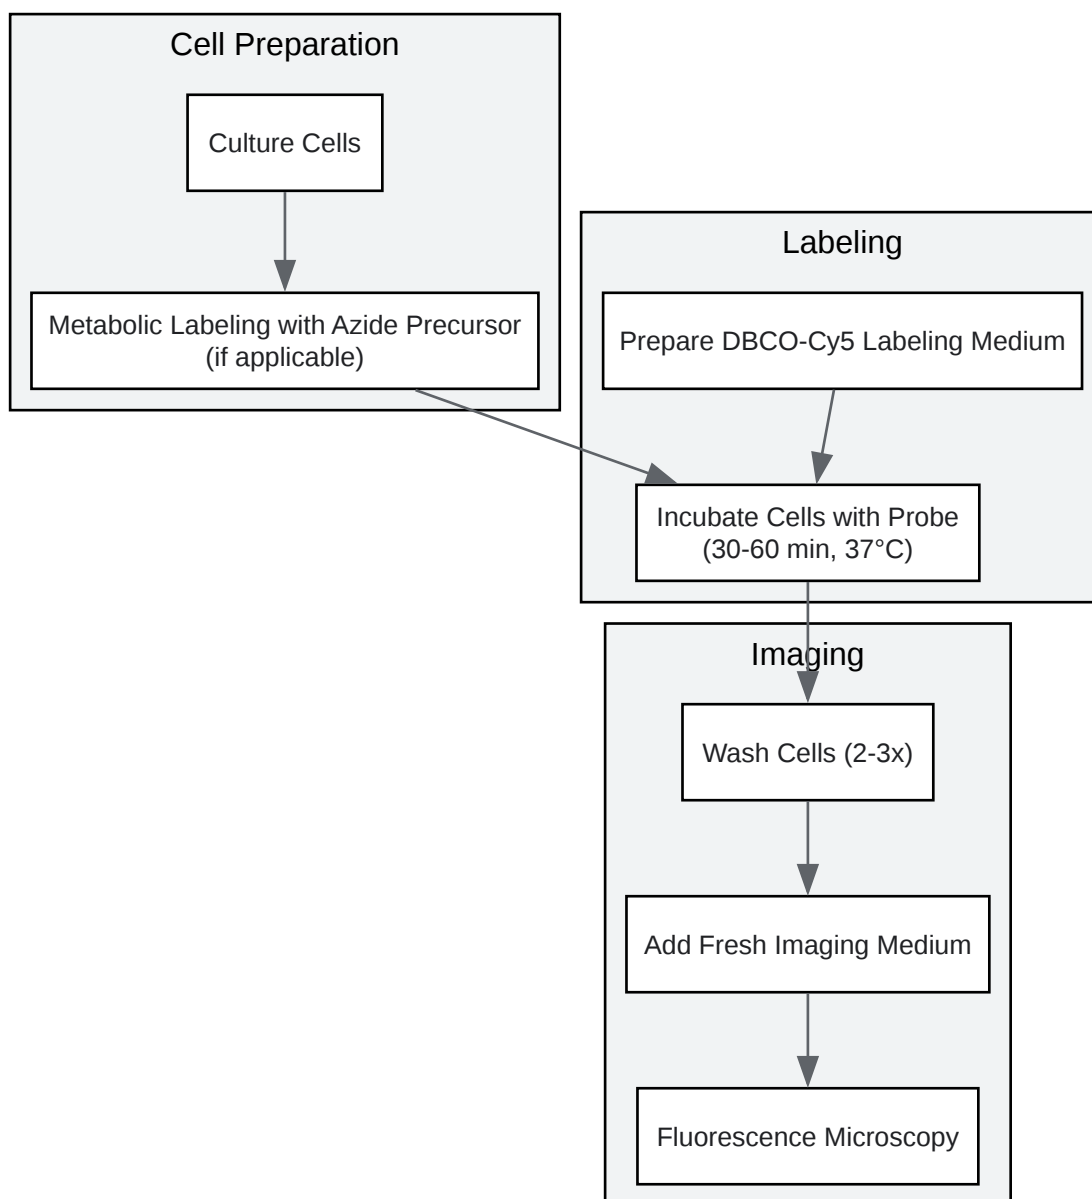 Cell Preparation
Culture Cells
Metabolic Labeling with Azide Precursor
(if applicable)
Labeling
Prepare DBCO-Cy5 Labeling Medium
Incubate Cells with Probe
(30-60 min, 37°C)
Imaging
Wash Cells (2-3x)
Add Fresh Imaging Medium
Fluorescence Microscopy